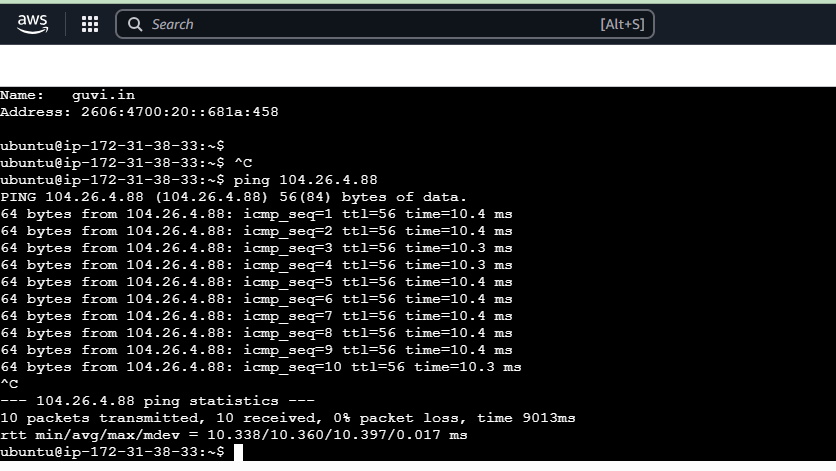 aws
Search [Alt+S]
Name:   guvi.in
Address: 2606:4700:20::681a:458
ubuntu@ip-172-31-38-33:~$
ubuntu@ip-172-31-38-33:~$ ^C
ubuntu@ip-172-31-38-33:~$ ping 104.26.4.88
PING 104.26.4.88 (104.26.4.88) 56(84) bytes of data.
64 bytes from 104.26.4.88: icmp_seq=1 ttl=56 time=10.4 ms
64 bytes from 104.26.4.88: icmp_seq=2 ttl=56 time=10.4 ms
64 bytes from 104.26.4.88: icmp_seq=3 ttl=56 time=10.3 ms
64 bytes from 104.26.4.88: icmp_seq=4 ttl=56 time=10.3 ms
64 bytes from 104.26.4.88: icmp_seq=5 ttl=56 time=10.4 ms
64 bytes from 104.26.4.88: icmp_seq=6 ttl=56 time=10.4 ms
64 bytes from 104.26.4.88: icmp_seq=7 ttl=56 time=10.4 ms
64 bytes from 104.26.4.88: icmp_seq=8 ttl=56 time=10.4 ms
64 bytes from 104.26.4.88: icmp_seq=9 ttl=56 time=10.4 ms
64 bytes from 104.26.4.88: icmp_seq=10 ttl=56 time=10.3 ms
^C
--- 104.26.4.88 ping statistics ---
10 packets transmitted, 10 received, 0% packet loss, time 9013ms
rtt min/avg/max/mdev = 10.338/10.360/10.397/0.017 ms
ubuntu@ip-172-31-38-33:~$